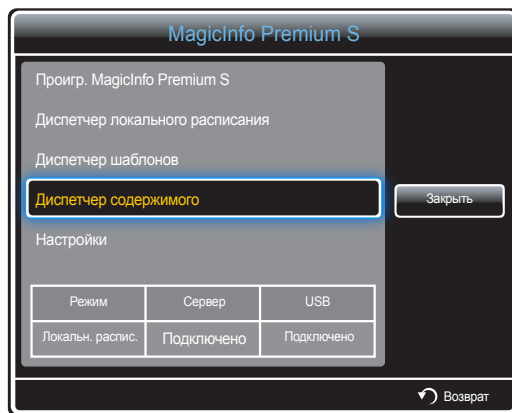 MagicInfo Premium S
Проигр. MagicInfo Premium S
Диспетчер локального расписания
Диспетчер шаблонов
Диспетчер содержимого
Закрыть
Настройки
Режим Сервер USB
Локальн. распис. Подключено Подключено
Возврат